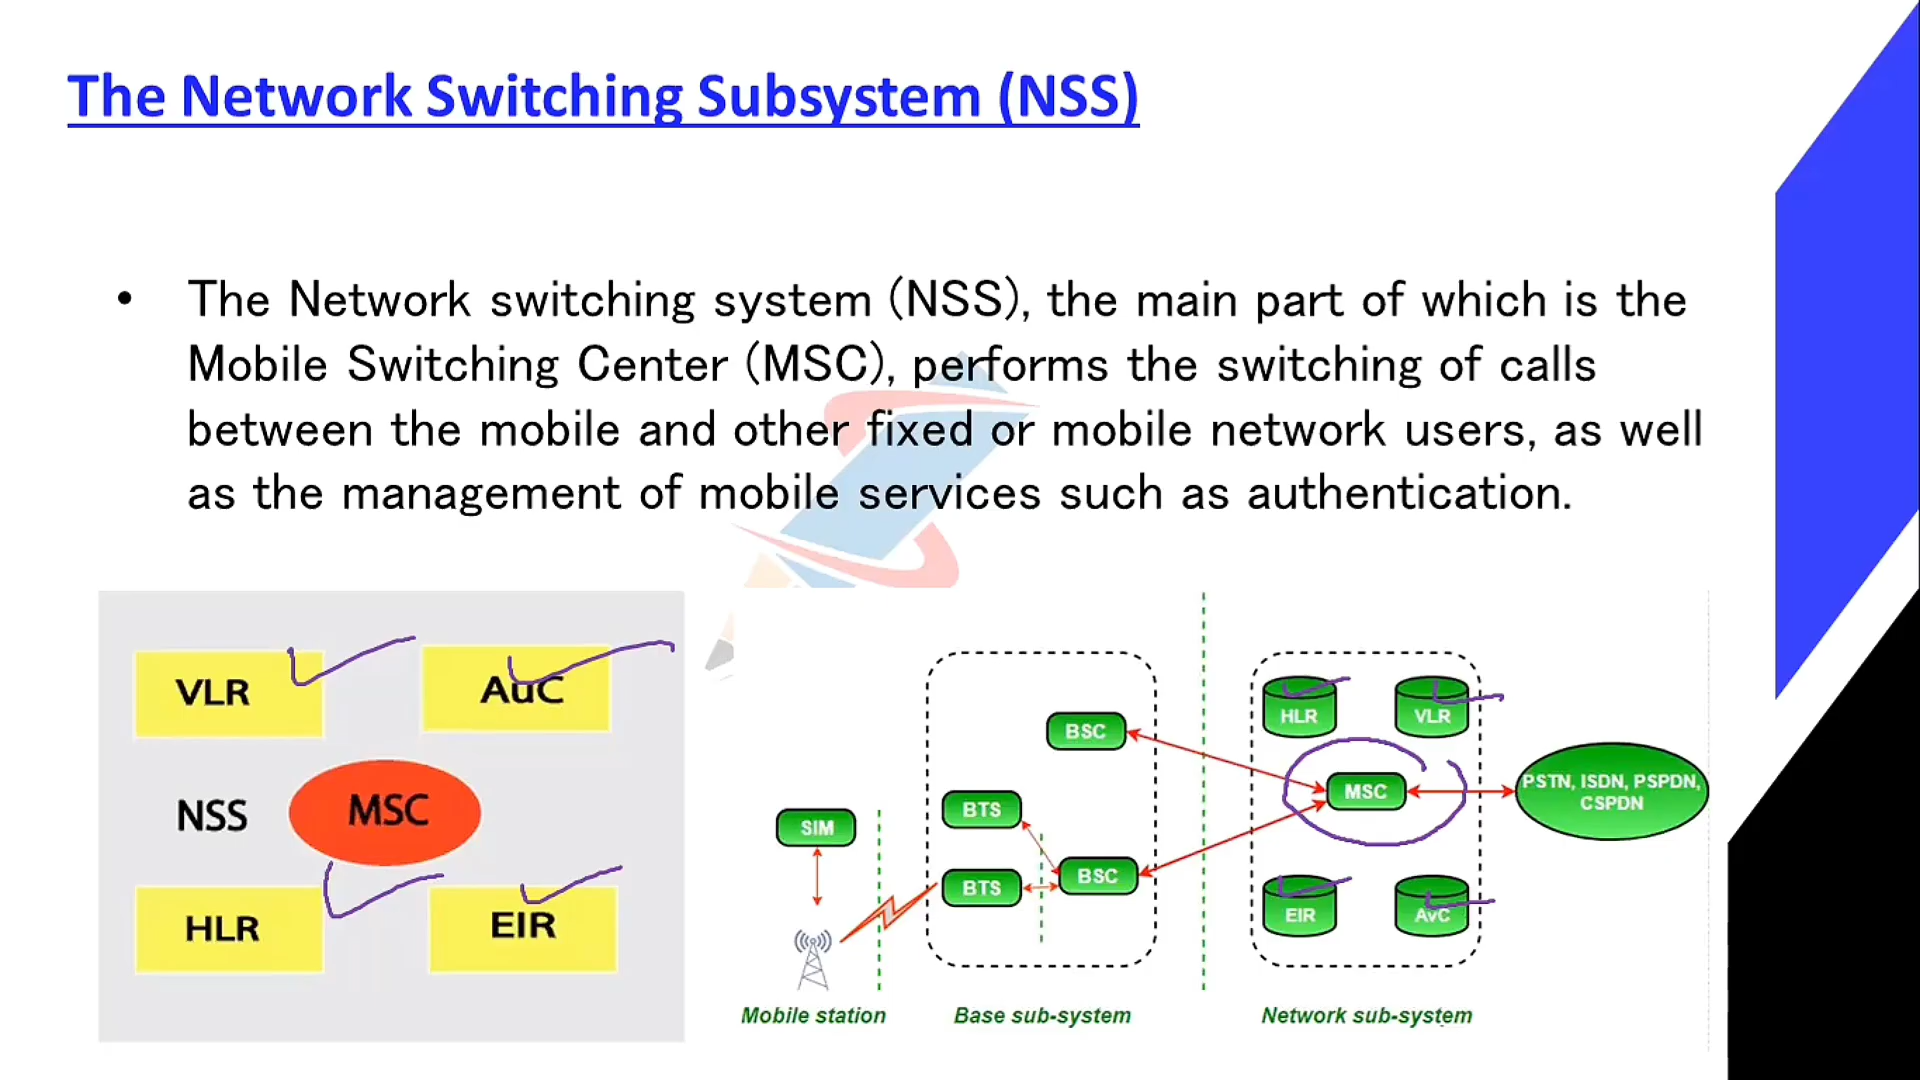 The Network Switching Subsystem (NSS)
• The Network switching system (NSS), the main part of which is the
Mobile Switching Center (MSC), performs the switching of calls
between the mobile and other fixed or mobile network users, as well
as the management of mobile services such as authentication.
VLR
AuC
NSS
MSC
HLR
EIR
SIM
Mobile station
BSC
BTS
BTS
BSC
Base sub-system
HLR
VLR
MSC
EIR
AvC
Network sub-system
PSTN, ISDN, PSPDN,
CSPDN